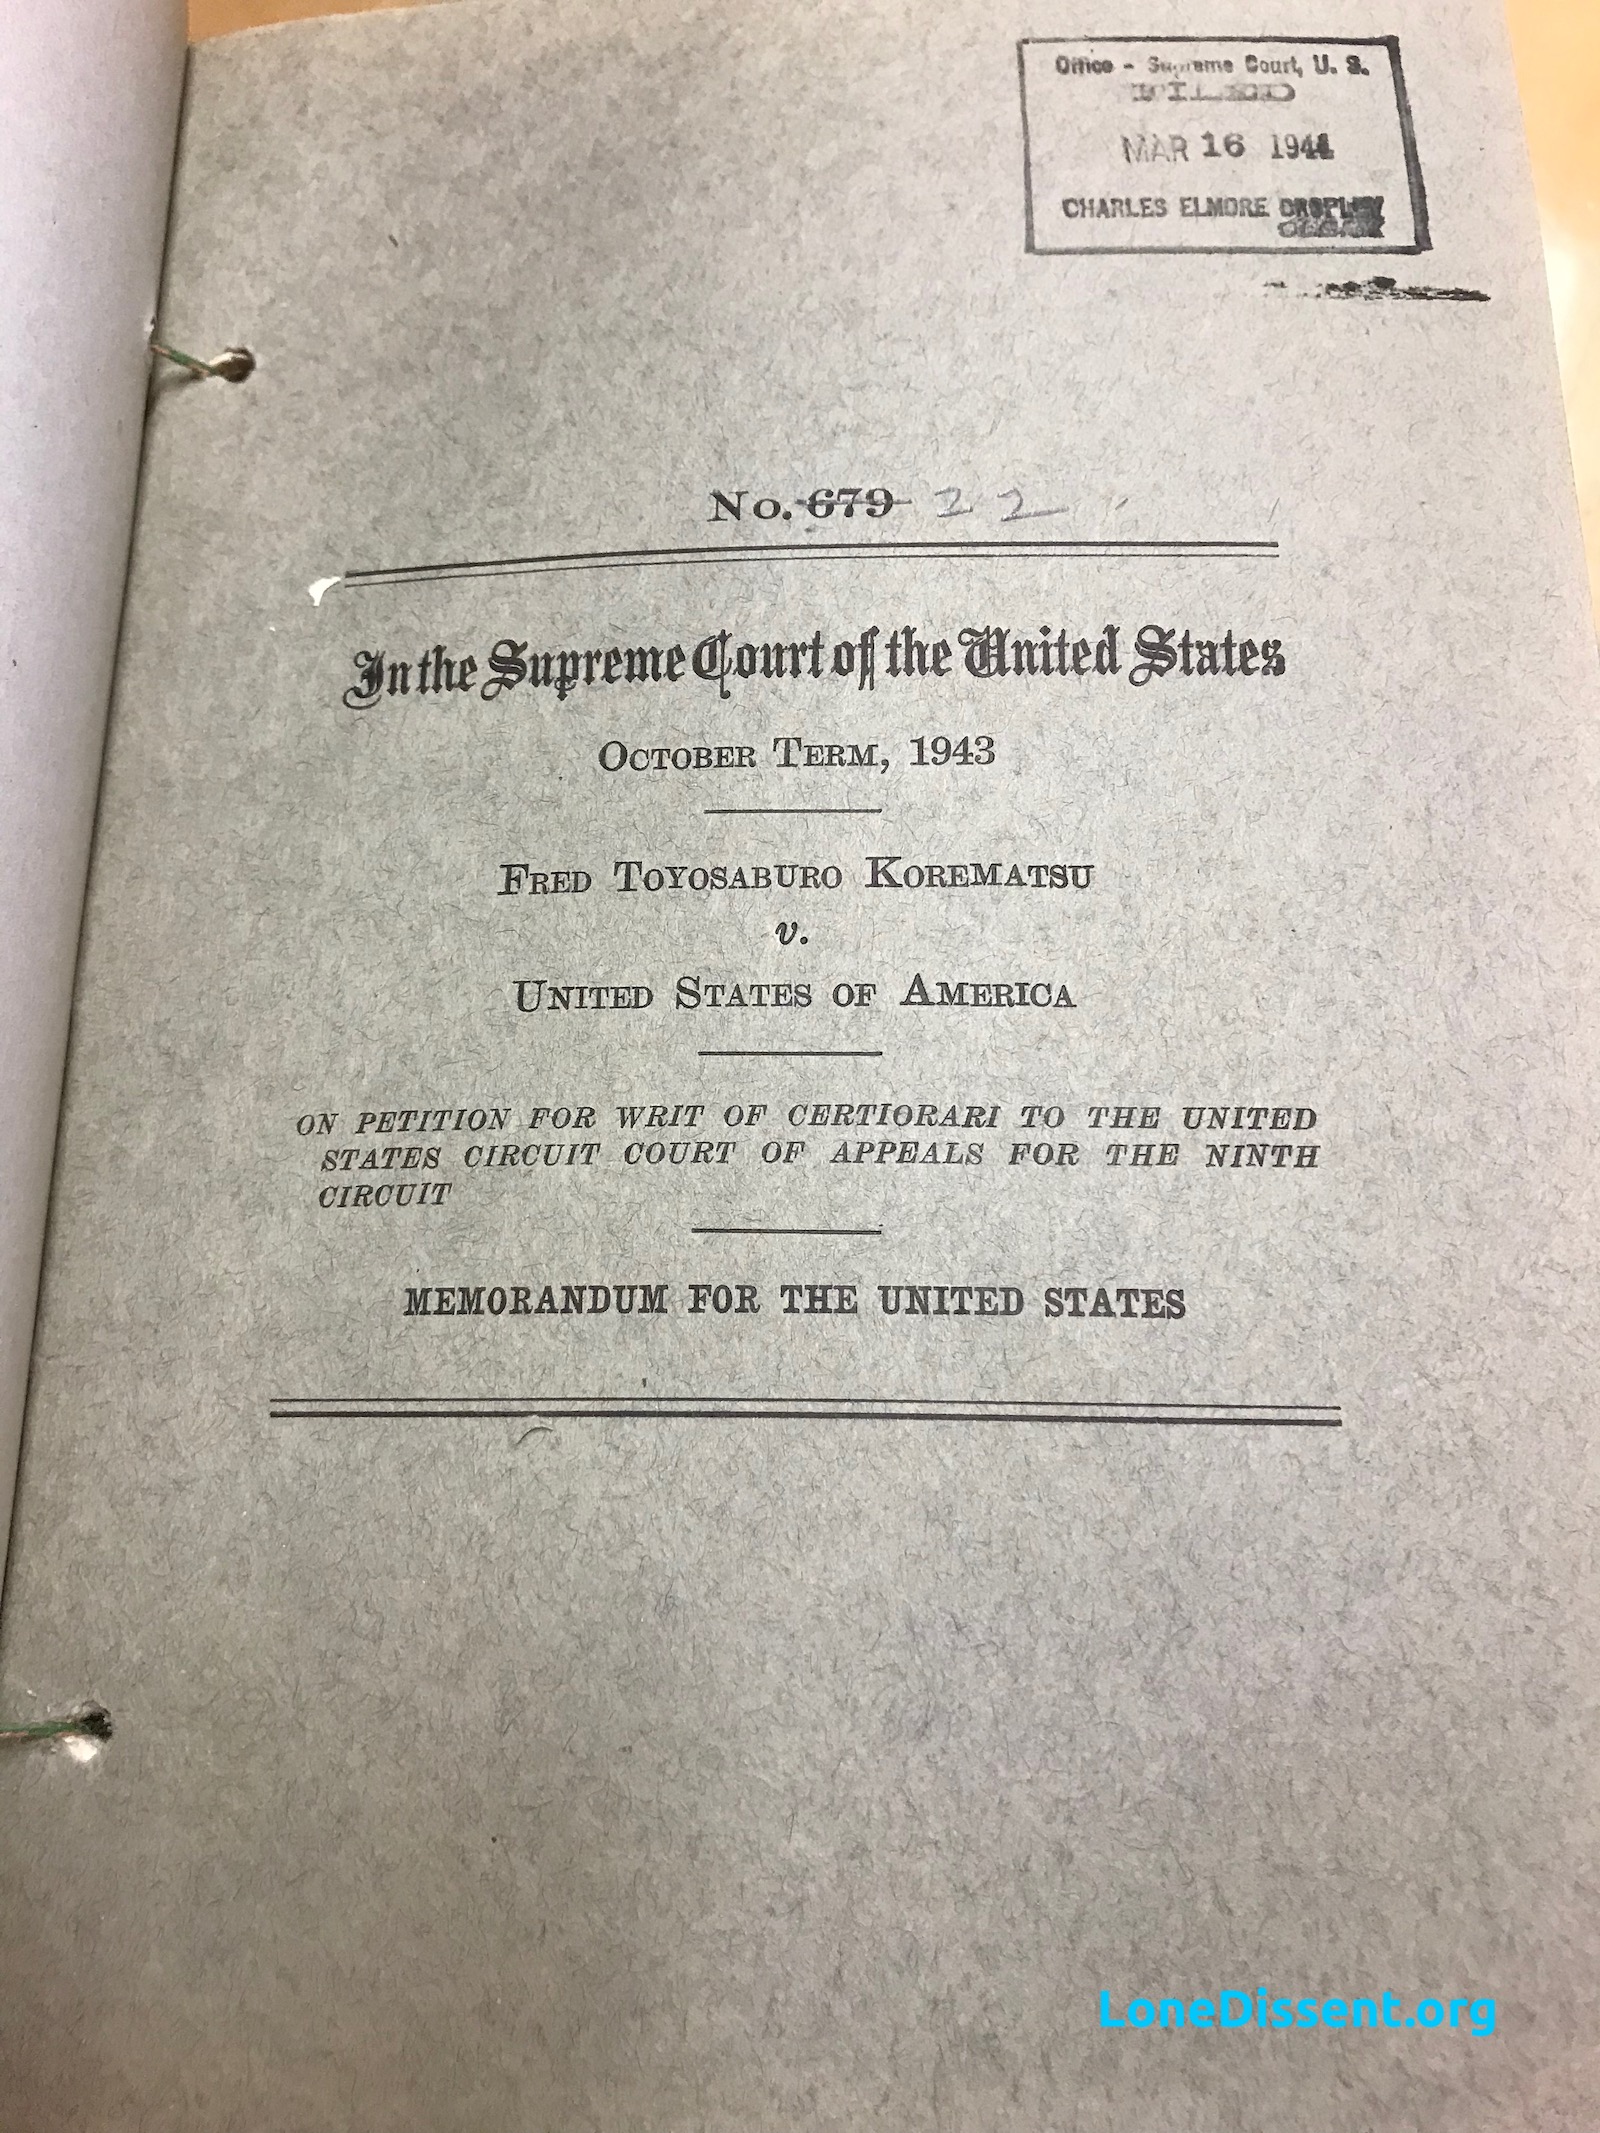 Office - Supreme Court, U. S.
FILED
MAR 16 1944
CHARLES ELMORE CROPLEY
CLERK
No. 679 22
In the Supreme Court of the United States
OCTOBER TERM, 1943
FRED TOYOSABURO KOREMATSU
v.
UNITED STATES OF AMERICA
ON PETITION FOR WRIT OF CERTIORARI TO THE UNITED
STATES CIRCUIT COURT OF APPEALS FOR THE NINTH
CIRCUIT
MEMORANDUM FOR THE UNITED STATES
LoneDissent.org